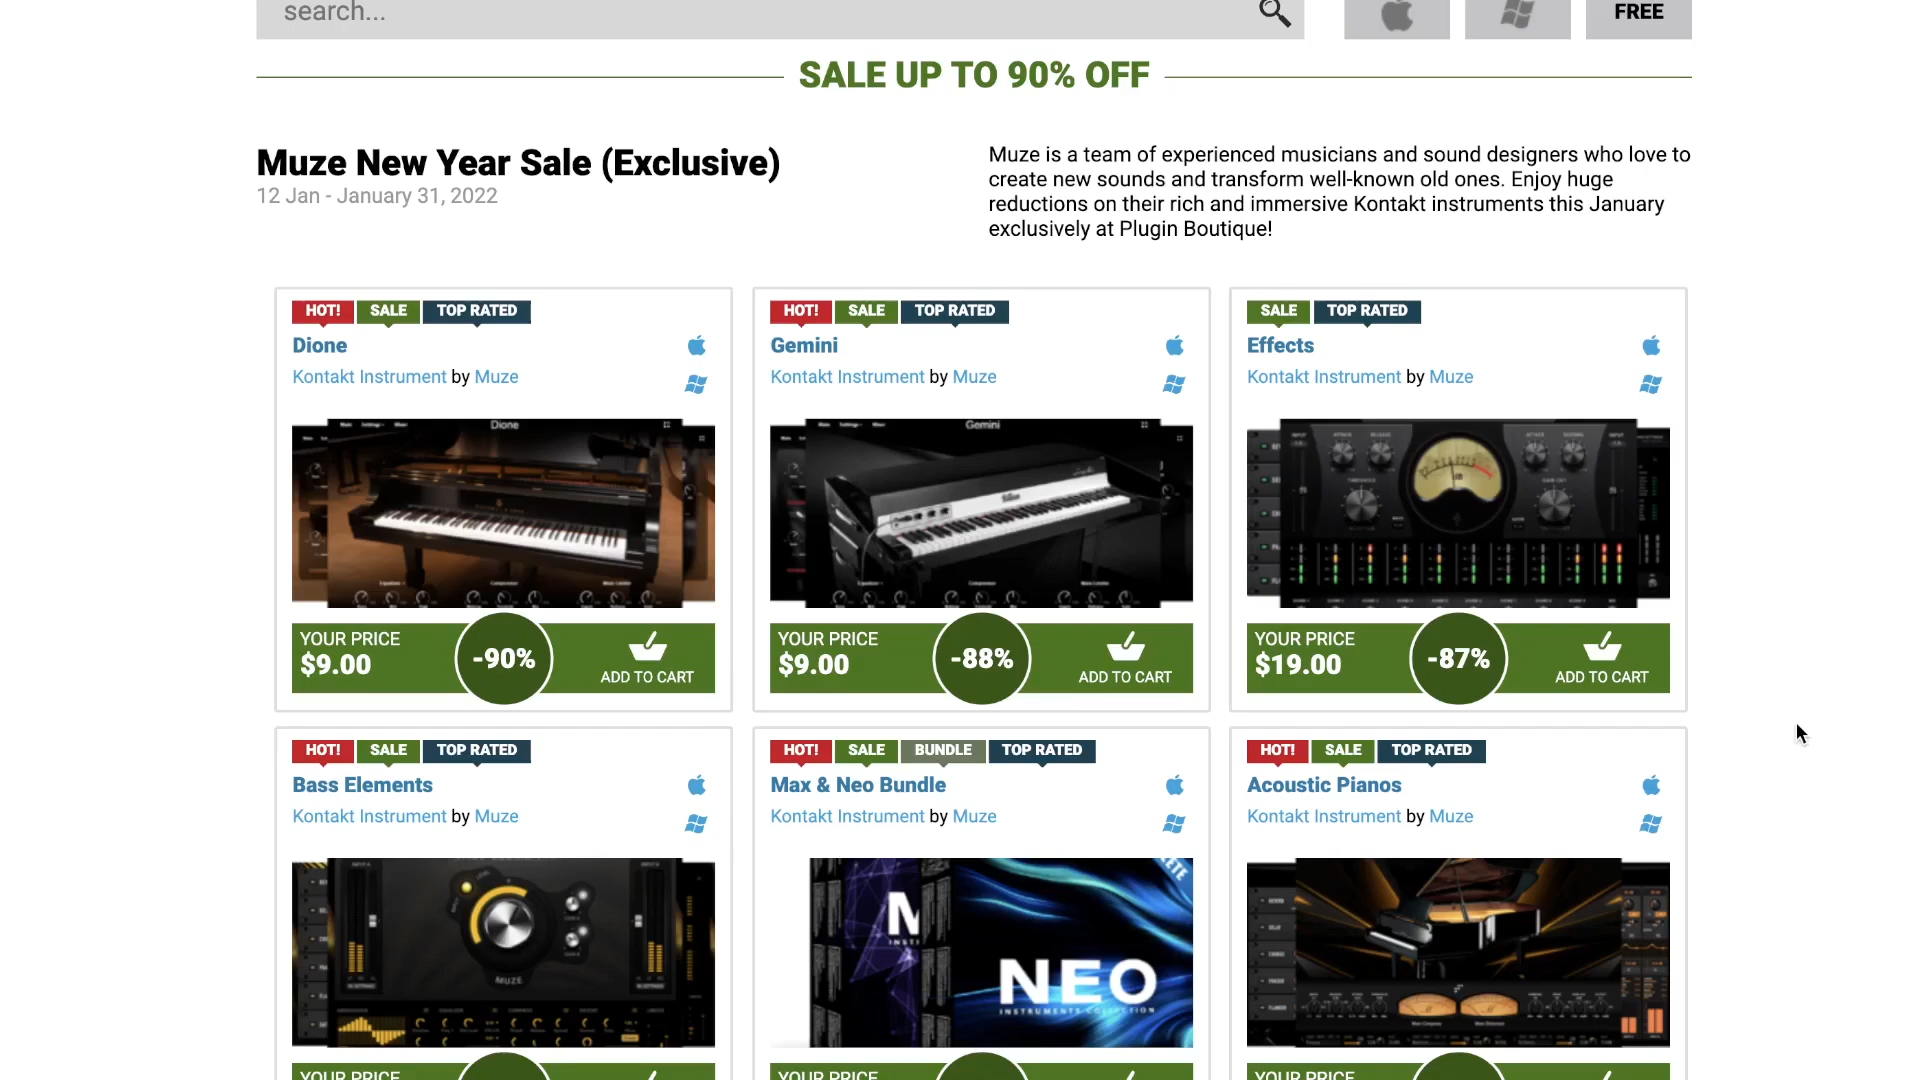 search...
FREE
SALE UP TO 90% OFF
Muze New Year Sale (Exclusive)
12 Jan - January 31, 2022
Muze is a team of experienced musicians and sound designers who love to
create new sounds and transform well-known old ones. Enjoy huge
reductions on their rich and immersive Kontakt instruments this January
exclusively at Plugin Boutique!
HOT! SALE TOP RATED
Dione
Kontakt Instrument by Muze
Dione
YOUR PRICE
$9.00
-90%
ADD TO CART
HOT! SALE TOP RATED
Gemini
Kontakt Instrument by Muze
Gemini
YOUR PRICE
$9.00
-88%
ADD TO CART
SALE TOP RATED
Effects
Kontakt Instrument by Muze
YOUR PRICE
$19.00
-87%
ADD TO CART
HOT! SALE TOP RATED
Bass Elements
Kontakt Instrument by Muze
MUZE
YOUR PRICE
HOT! SALE BUNDLE TOP RATED
Max & Neo Bundle
Kontakt Instrument by Muze
NEO
INSTRUMENTS COLLECTION
YOUR PRICE
HOT! SALE TOP RATED
Acoustic Pianos
Kontakt Instrument by Muze
YOUR PRICE